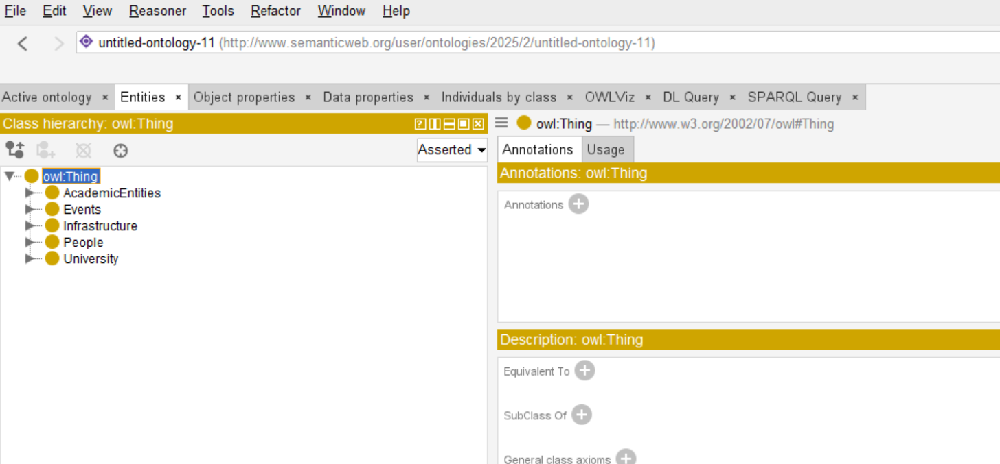 File Edit View Reasoner Tools Refactor Window Help
untitled-ontology-11 (http://www.semanticweb.org/user/ontologies/2025/2/untitled-ontology-11)
Active ontology × Entities × Object properties × Data properties × Individuals by class × OWLViz × DL Query × SPARQL Query ×
Class hierarchy: owl:Thing
owl:Thing — http://www.w3.org/2002/07/owl#Thing
Asserted
Annotations Usage
Annotations: owl:Thing
owl:Thing
AcademicEntities
Annotations
Events
Infrastructure
People
University
Description: owl:Thing
Equivalent To
SubClass Of
General class axioms